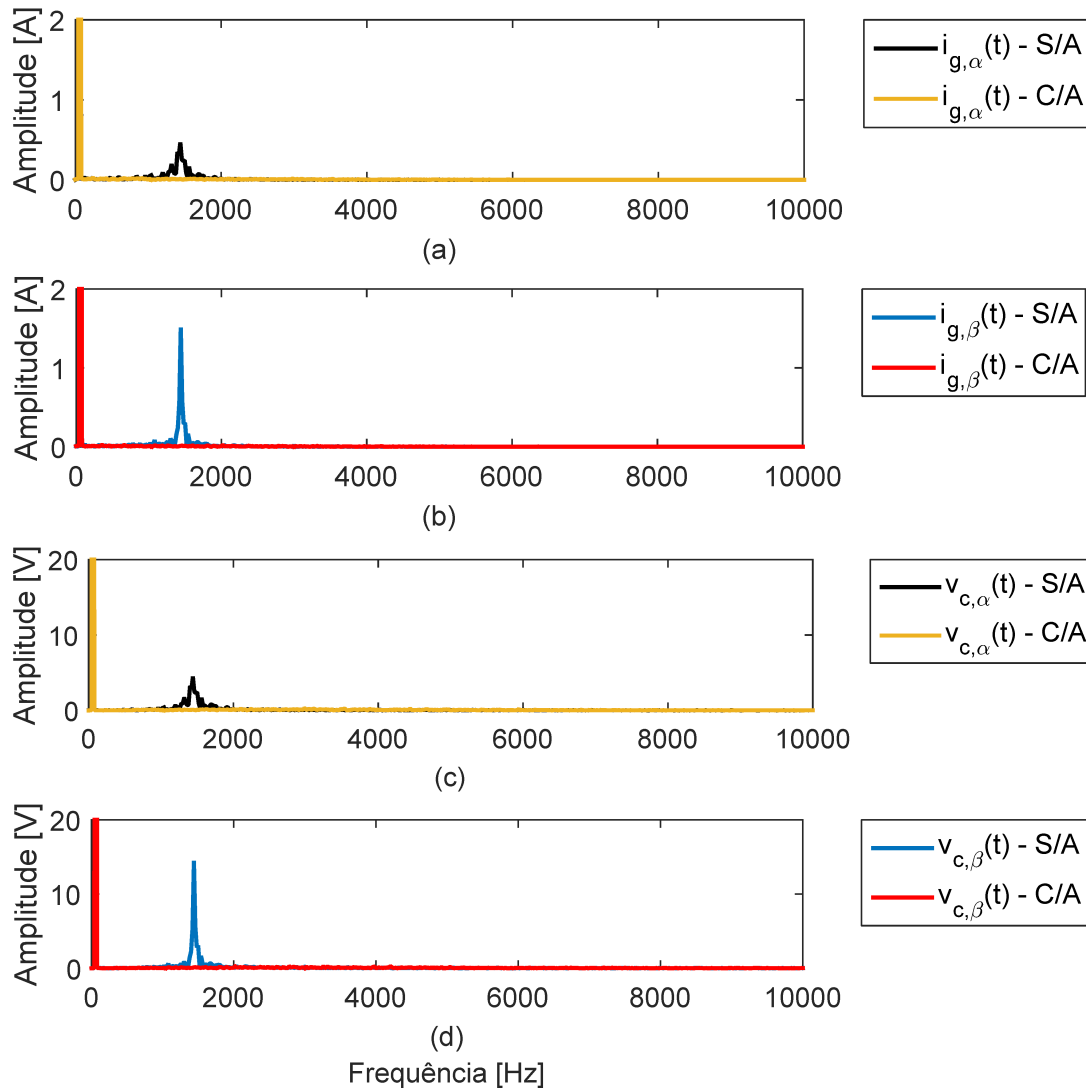 Amplitude [A]
2
1
0
0 2000 4000 6000 8000 10000
(a)
i_{g,α}(t) - S/A
i_{g,α}(t) - C/A
Amplitude [A]
2
1
0
0 2000 4000 6000 8000 10000
(b)
i_{g,β}(t) - S/A
i_{g,β}(t) - C/A
Amplitude [V]
20
10
0
0 2000 4000 6000 8000 10000
(c)
v_{c,α}(t) - S/A
v_{c,α}(t) - C/A
Amplitude [V]
20
10
0
0 2000 4000 6000 8000 10000
(d)
Frequência [Hz]
v_{c,β}(t) - S/A
v_{c,β}(t) - C/A